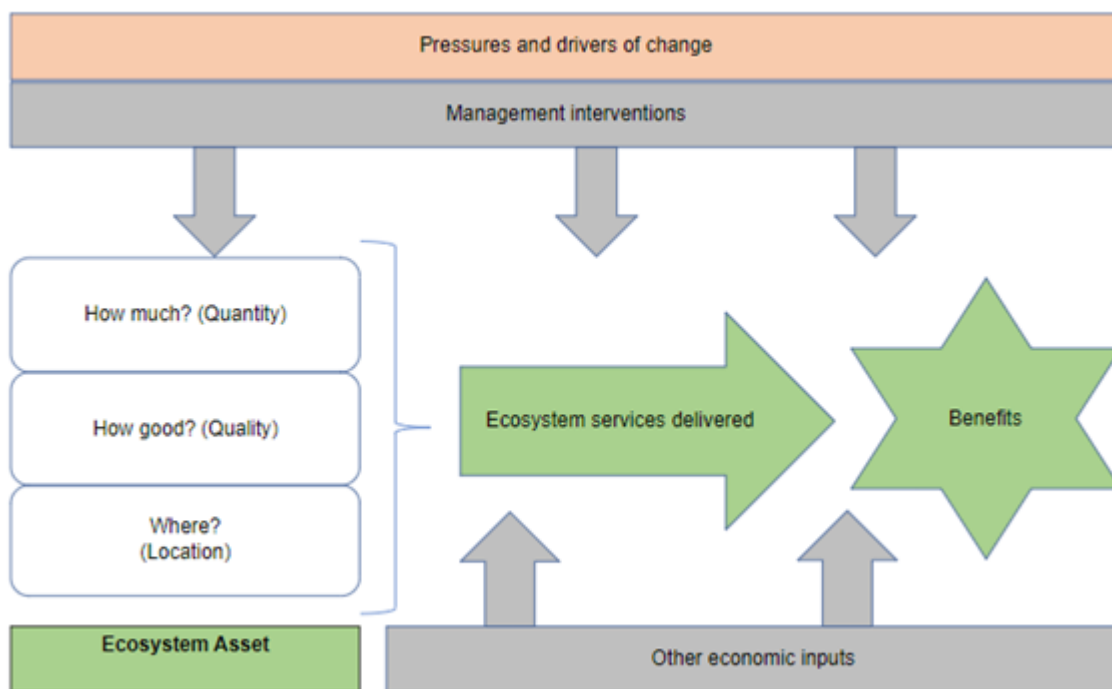 Pressures and drivers of change
Management interventions
How much? (Quantity)
How good? (Quality)
Where?
(Location)
Ecosystem services delivered
Benefits
Ecosystem Asset
Other economic inputs